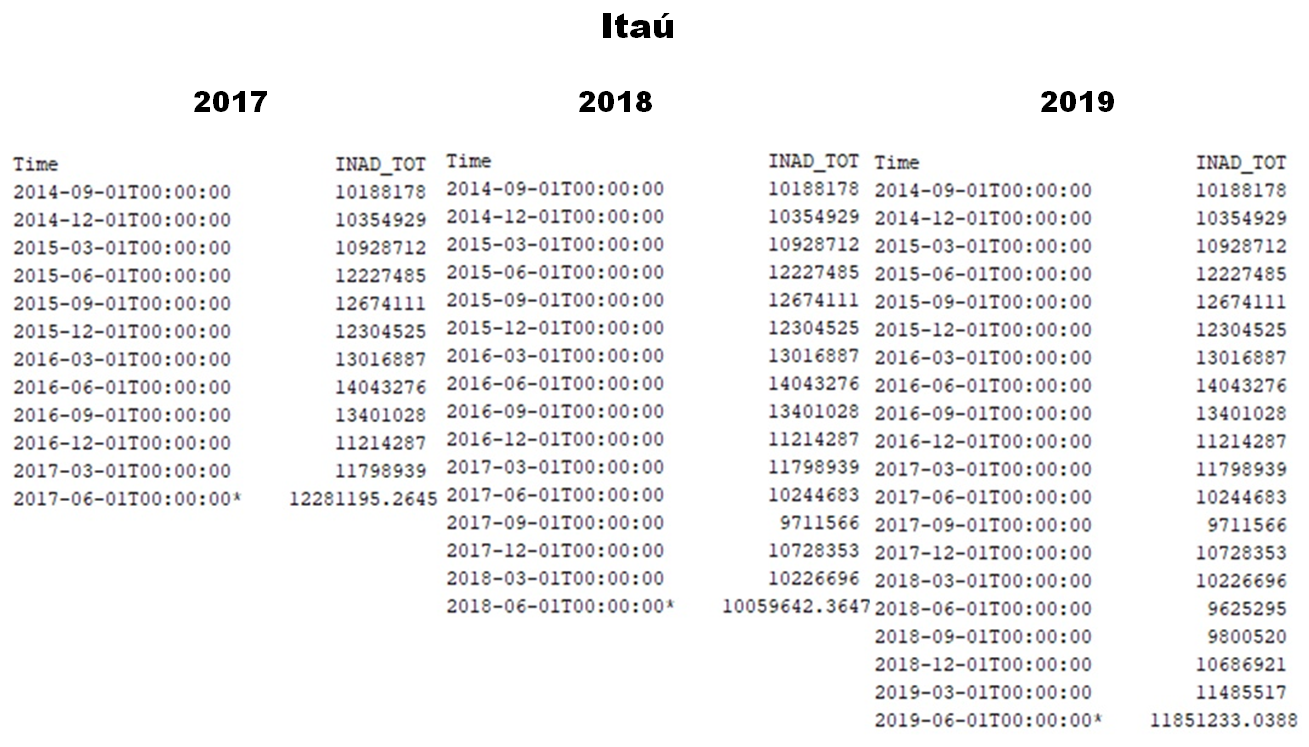 Itaú
2017 2018 2019
Time INAD_TOT Time INAD_TOT Time INAD_TOT
2014-09-01T00:00:00 10188178 2014-09-01T00:00:00 10188178 2014-09-01T00:00:00 10188178
2014-12-01T00:00:00 10354929 2014-12-01T00:00:00 10354929 2014-12-01T00:00:00 10354929
2015-03-01T00:00:00 10928712 2015-03-01T00:00:00 10928712 2015-03-01T00:00:00 10928712
2015-06-01T00:00:00 12227485 2015-06-01T00:00:00 12227485 2015-06-01T00:00:00 12227485
2015-09-01T00:00:00 12674111 2015-09-01T00:00:00 12674111 2015-09-01T00:00:00 12674111
2015-12-01T00:00:00 12304525 2015-12-01T00:00:00 12304525 2015-12-01T00:00:00 12304525
2016-03-01T00:00:00 13016887 2016-03-01T00:00:00 13016887 2016-03-01T00:00:00 13016887
2016-06-01T00:00:00 14043276 2016-06-01T00:00:00 14043276 2016-06-01T00:00:00 14043276
2016-09-01T00:00:00 13401028 2016-09-01T00:00:00 13401028 2016-09-01T00:00:00 13401028
2016-12-01T00:00:00 11214287 2016-12-01T00:00:00 11214287 2016-12-01T00:00:00 11214287
2017-03-01T00:00:00 11798939 2017-03-01T00:00:00 11798939 2017-03-01T00:00:00 11798939
2017-06-01T00:00:00* 12281195.2645 2017-06-01T00:00:00 10244683 2017-06-01T00:00:00 10244683
2017-09-01T00:00:00 9711566 2017-09-01T00:00:00 9711566
2017-12-01T00:00:00 10728353 2017-12-01T00:00:00 10728353
2018-03-01T00:00:00 10226696 2018-03-01T00:00:00 10226696
2018-06-01T00:00:00* 10059642.3647 2018-06-01T00:00:00 9625295
2018-09-01T00:00:00 9800520
2018-12-01T00:00:00 10686921
2019-03-01T00:00:00 11485517
2019-06-01T00:00:00* 11851233.0388